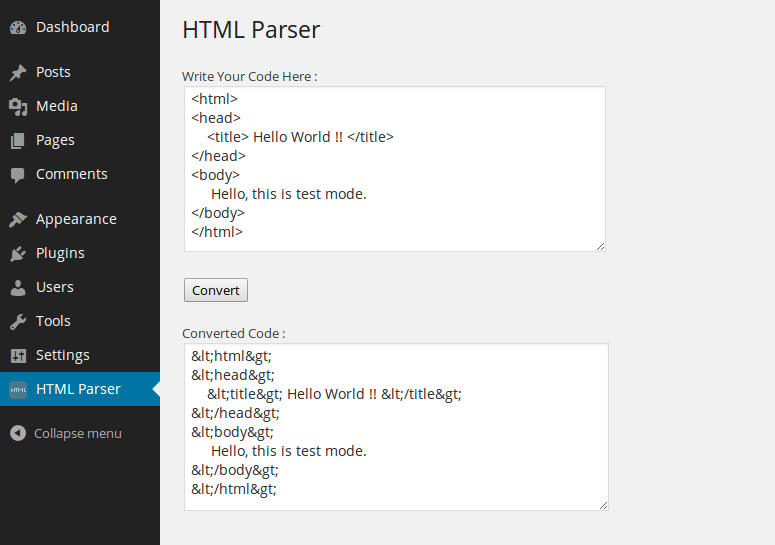 Dashboard
Posts
Media
Pages
Comments
Appearance
Plugins
Users
Tools
Settings
HTML
HTML Parser
Collapse menu
HTML Parser
Write Your Code Here :
<html>
<head>
<title> Hello World !! </title>
</head>
<body>
Hello, this is test mode.
</body>
</html>
Convert
Converted Code :
&lt;html&gt;
&lt;head&gt;
&lt;title&gt; Hello World !! &lt;/title&gt;
&lt;/head&gt;
&lt;body&gt;
Hello, this is test mode.
&lt;/body&gt;
&lt;/html&gt;